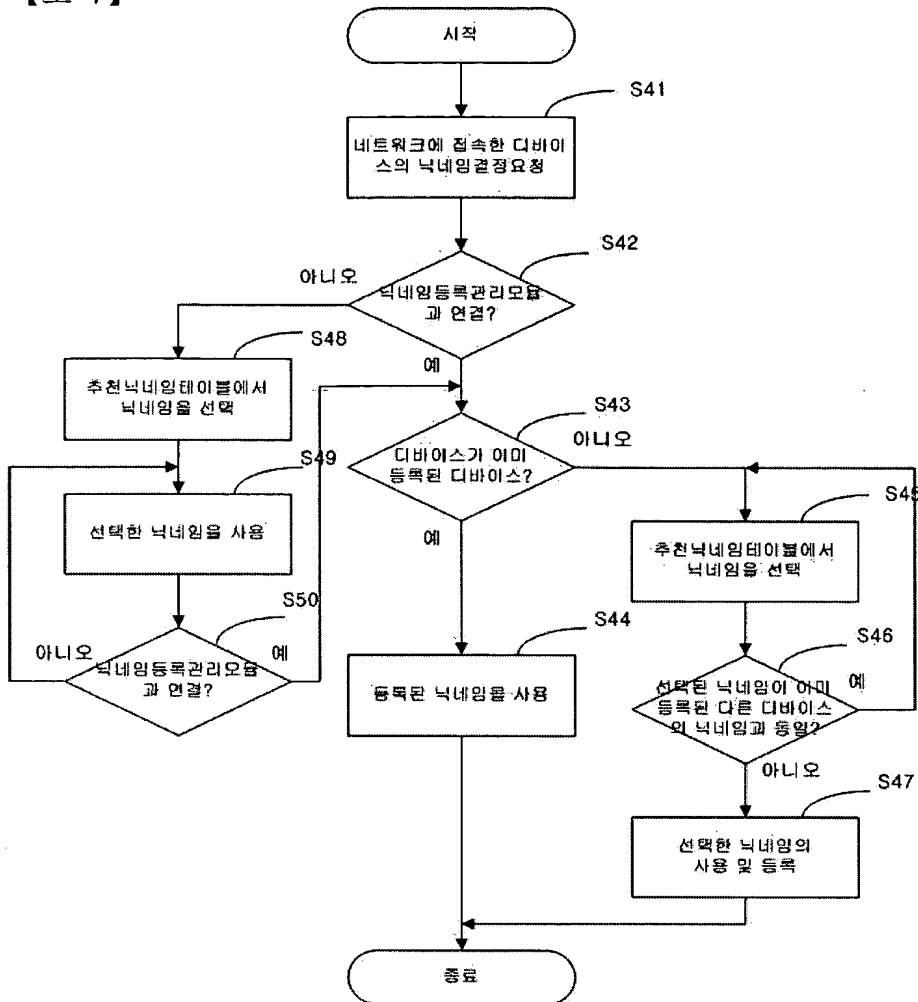 시작
S41
네트워크에 접속한 디바이
스의 닉네임결정요청
S42
아니오
닉네임등록관리모듈
과 연결?
예
S48
추천닉네임테이블에서
닉네임을 선택
S43
아니오
디바이스가 이미
등록된 디바이스?
예
S49
선택한 닉네임을 사용
S45
추천닉네임테이블에서
닉네임을 선택
S50
아니오
예
닉네임등록관리모듈
과 연결?
S44
등록된 닉네임을 사용
S46
예
선택된 닉네임이 이미
등록된 다른 디바이스
의 닉네임과 동일?
아니오
S47
선택한 닉네임의
사용 및 등록
종료